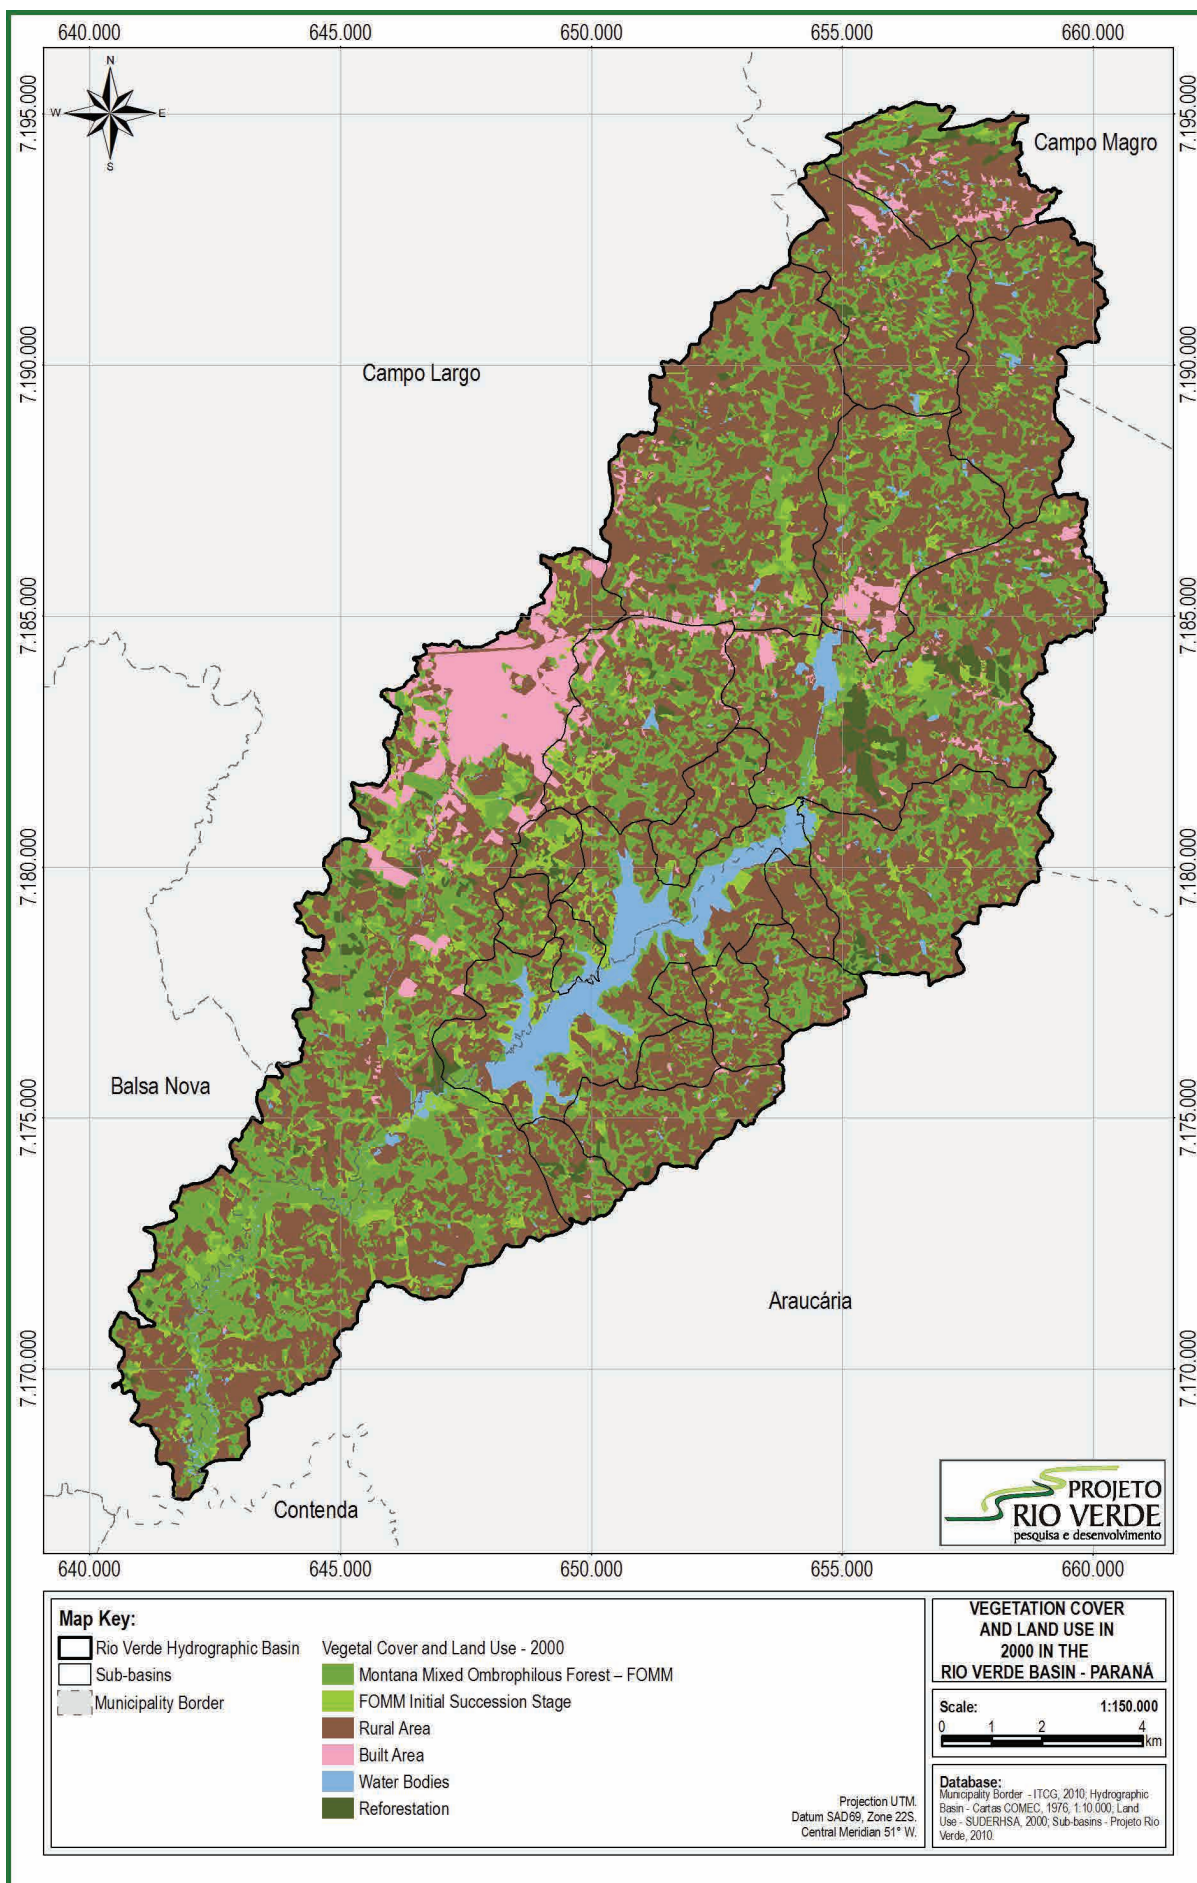 640.000 645.000 650.000 655.000 660.000
N
W E
S
7.195.000 7.195.000
Campo Magro
7.190.000 7.190.000
Campo Largo
7.185.000 7.185.000
7.180.000 7.180.000
Balsa Nova
7.175.000 7.175.000
Araucária
7.170.000 7.170.000
Contenda
PROJETO
RIO VERDE
pesquisa e desenvolvimento
640.000 645.000 650.000 655.000 660.000
Map Key:
Rio Verde Hydrographic Basin
Sub-basins
Municipality Border
Vegetal Cover and Land Use - 2000
Montana Mixed Ombrophilous Forest – FOMM
FOMM Initial Succession Stage
Rural Area
Built Area
Water Bodies
Reforestation
Projection UTM.
Datum SAD69, Zone 22S.
Central Meridian 51° W.
VEGETATION COVER
AND LAND USE IN
2000 IN THE
RIO VERDE BASIN - PARANÁ
Scale: 1:150.000
0 1 2 4
km
Database:
Municipality Border - ITCG, 2010; Hydrographic
Basin - Cartas COMEC, 1976, 1:10.000; Land
Use - SUDERHSA, 2000; Sub-basins - Projeto Rio
Verde, 2010.